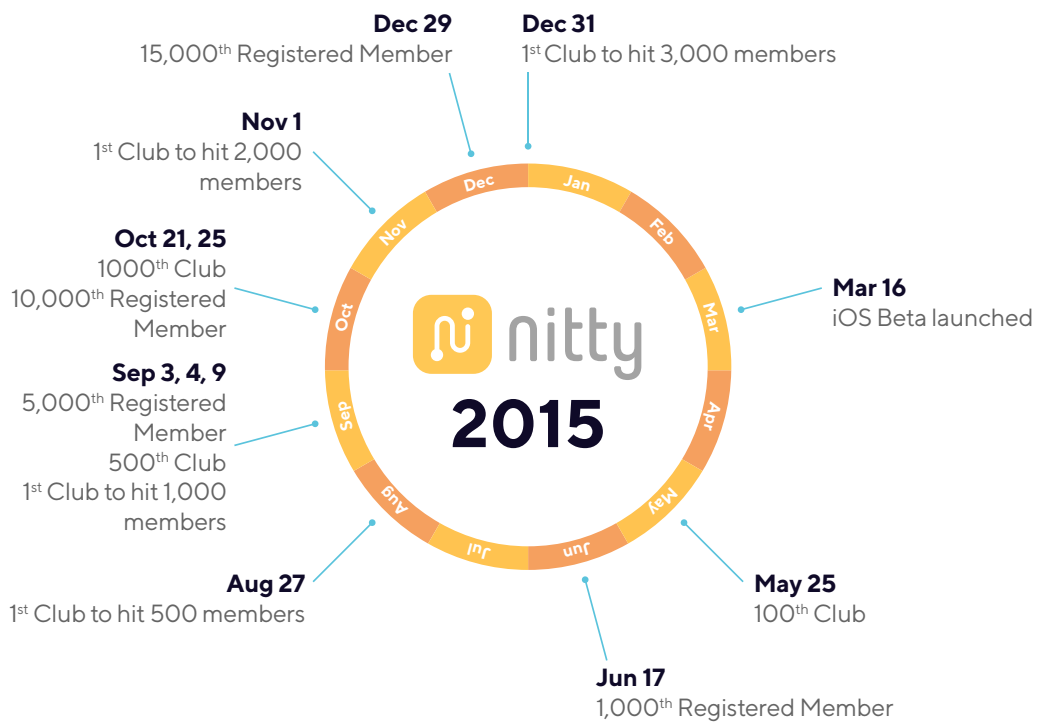 Dec 29
15,000th Registered Member
Dec 31
1st Club to hit 3,000 members
Nov 1
1st Club to hit 2,000
members
Oct 21, 25
1000th Club
10,000th Registered
Member
Sep 3, 4, 9
5,000th Registered
Member
500th Club
1st Club to hit 1,000
members
Aug 27
1st Club to hit 500 members
Jan
Feb
Mar
Apr
May
Jun
Jul
Aug
Sep
Oct
Nov
Dec
nitty
2015
Mar 16
iOS Beta launched
May 25
100th Club
Jun 17
1,000th Registered Member